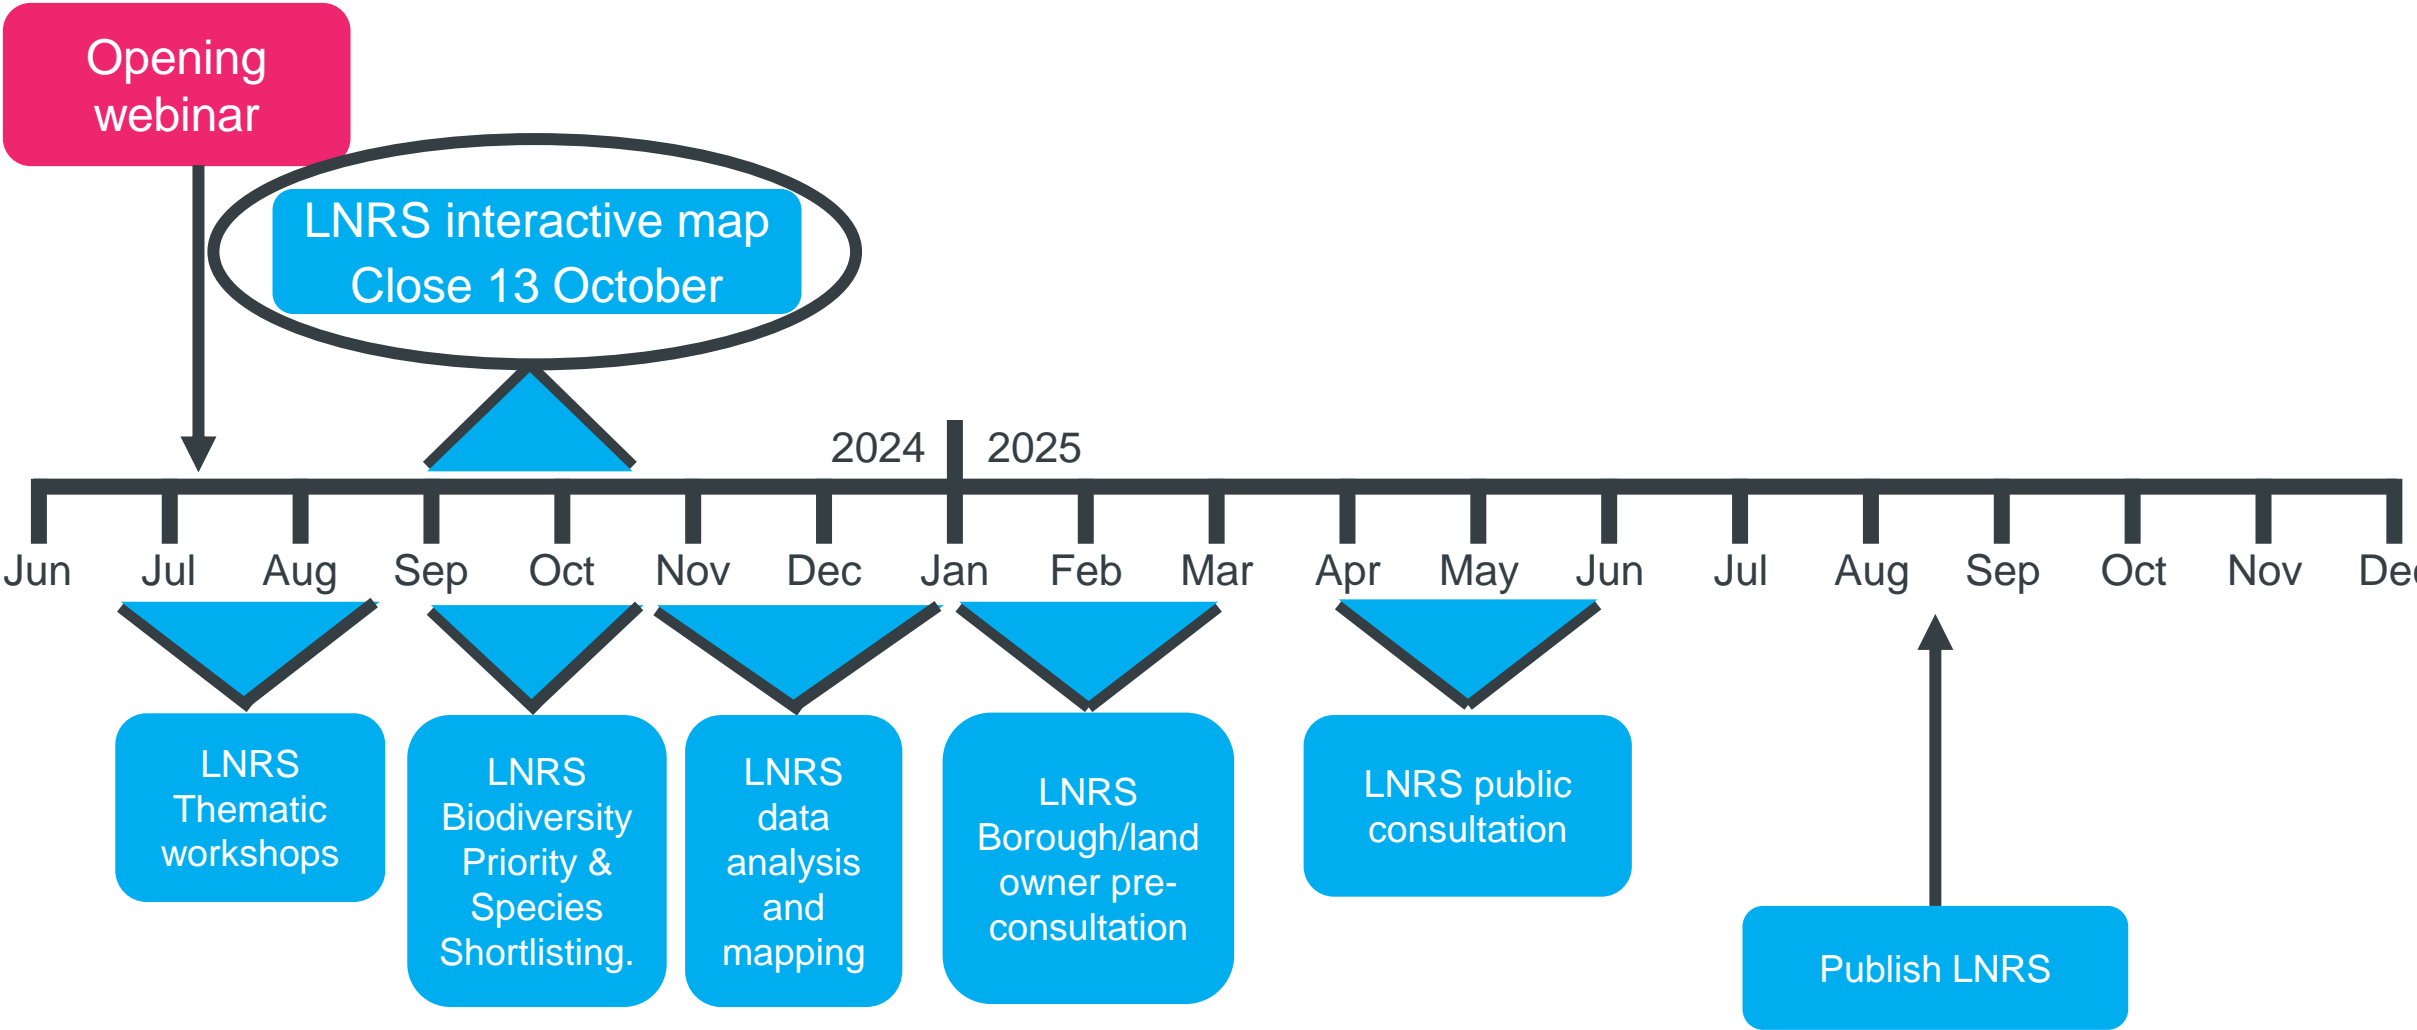 Opening
webinar
LNRS interactive map
Close 13 October
2024 2025
Jun Jul Aug Sep Oct Nov Dec Jan Feb Mar Apr May Jun Jul Aug Sep Oct Nov Dec
LNRS
Thematic
workshops
LNRS
Biodiversity
Priority &
Species
Shortlisting.
LNRS
data
analysis
and
mapping
LNRS
Borough/land
owner pre-
consultation
LNRS public
consultation
Publish LNRS